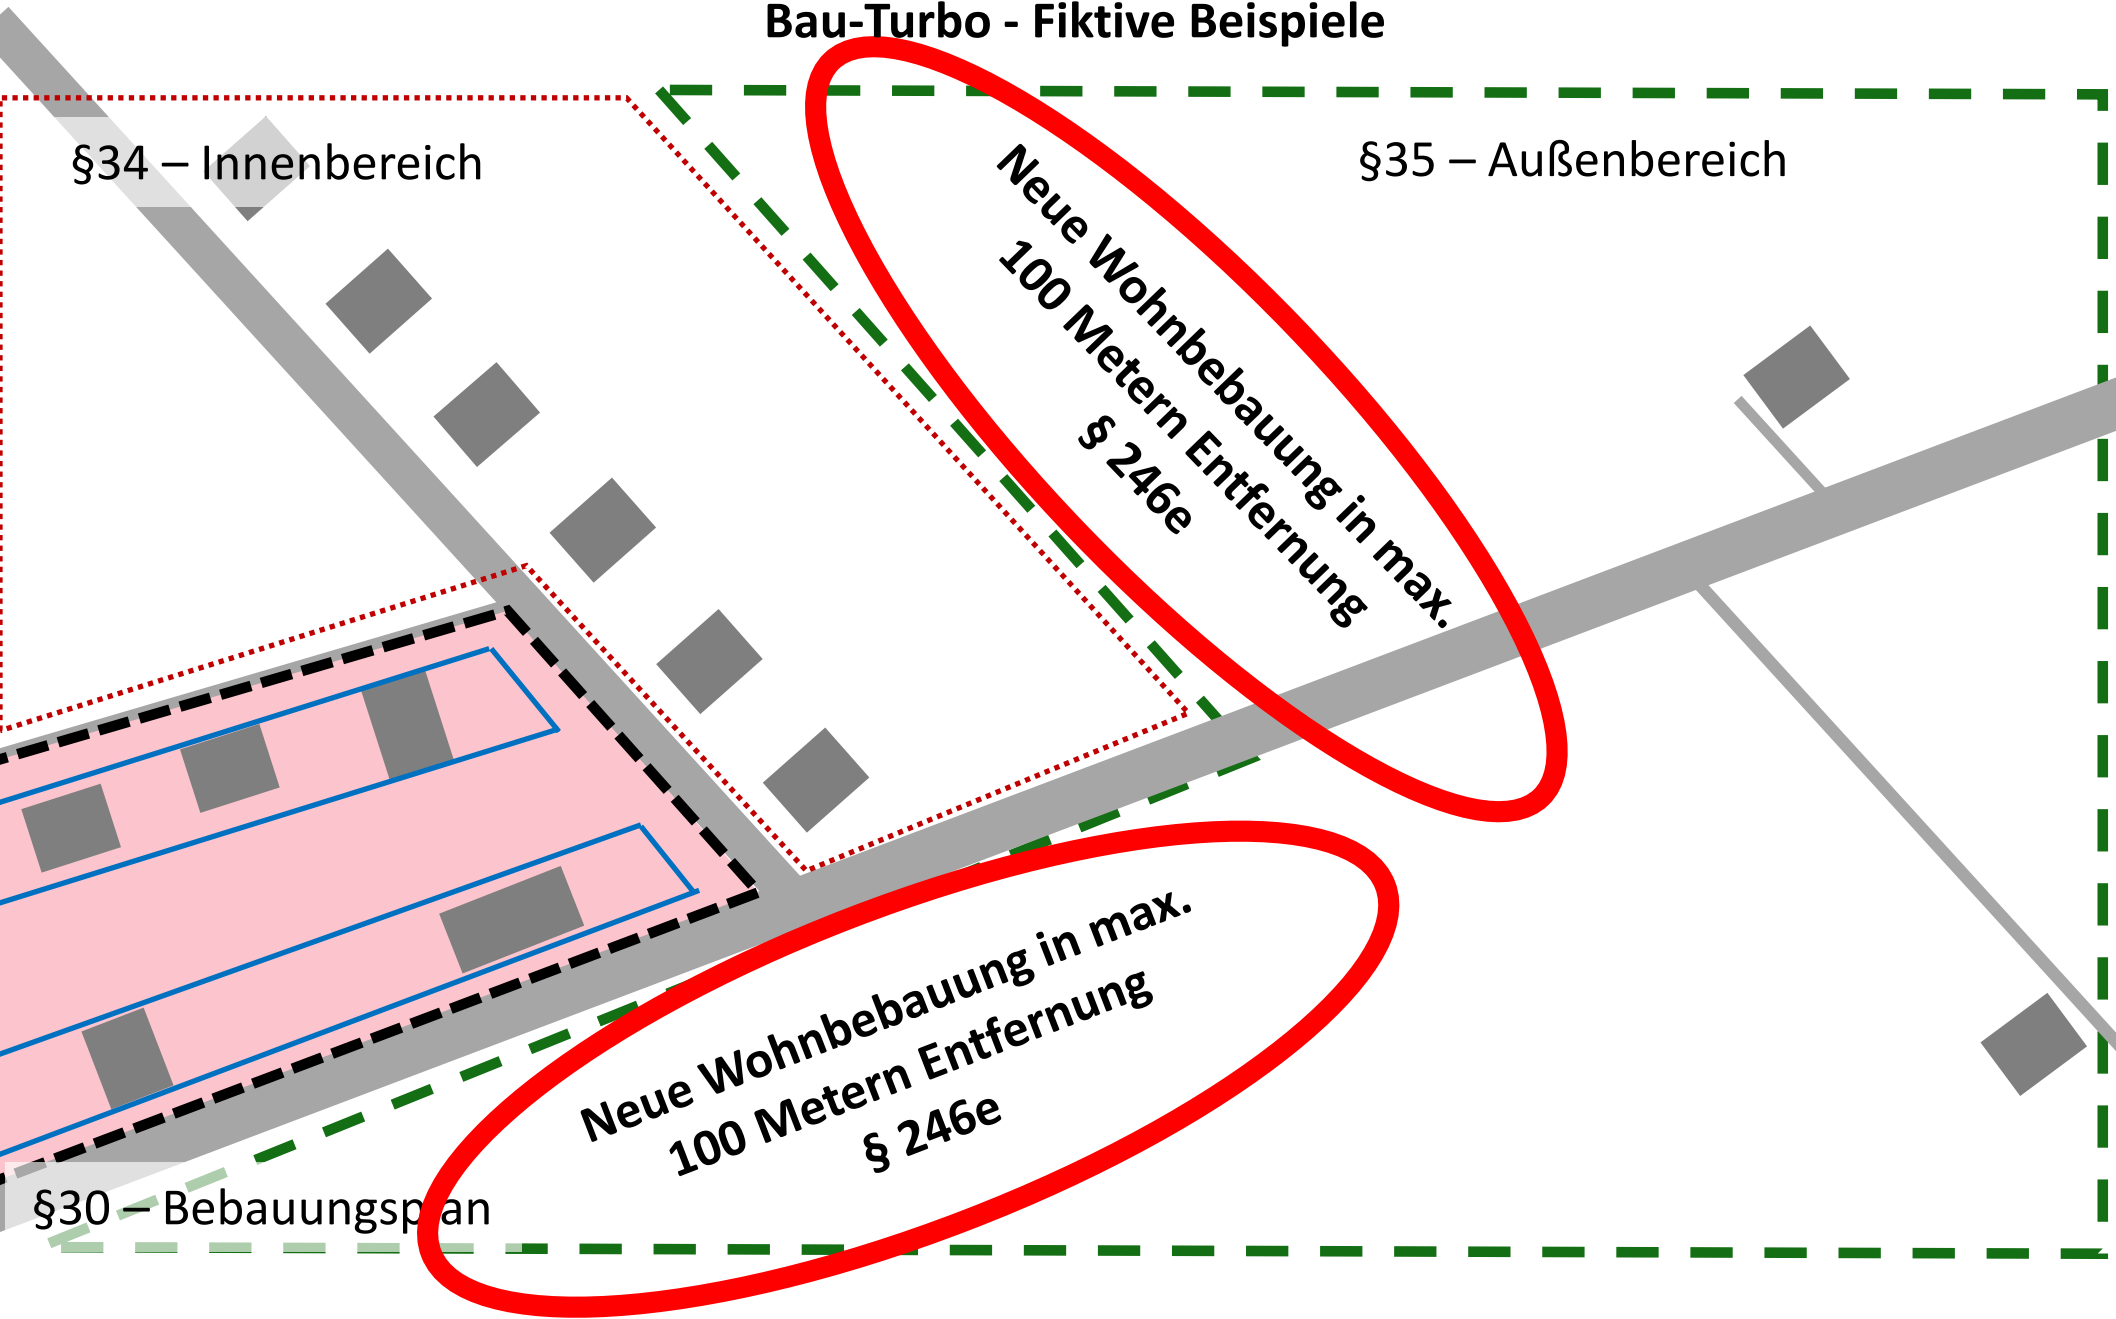 Bau-Turbo - Fiktive Beispiele
§34 – Innenbereich
§35 – Außenbereich
Neue Wohnbebauung in max.
100 Metern Entfernung
§ 246e
Neue Wohnbebauung in max.
100 Metern Entfernung
§ 246e
§30 – Bebauungsplan